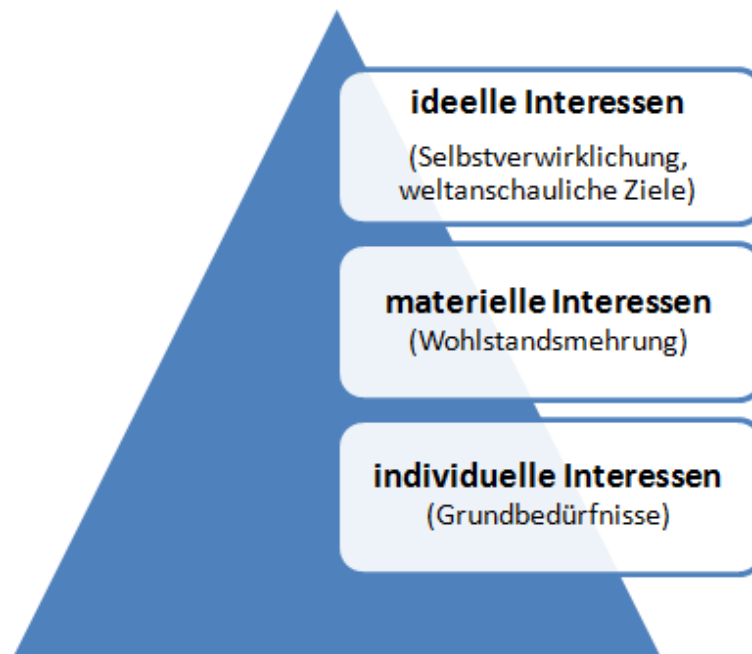 ideelle Interessen
(Selbstverwirklichung,
weltanschauliche Ziele)
materielle Interessen
(Wohlstandsmehrung)
individuelle Interessen
(Grundbedürfnisse)